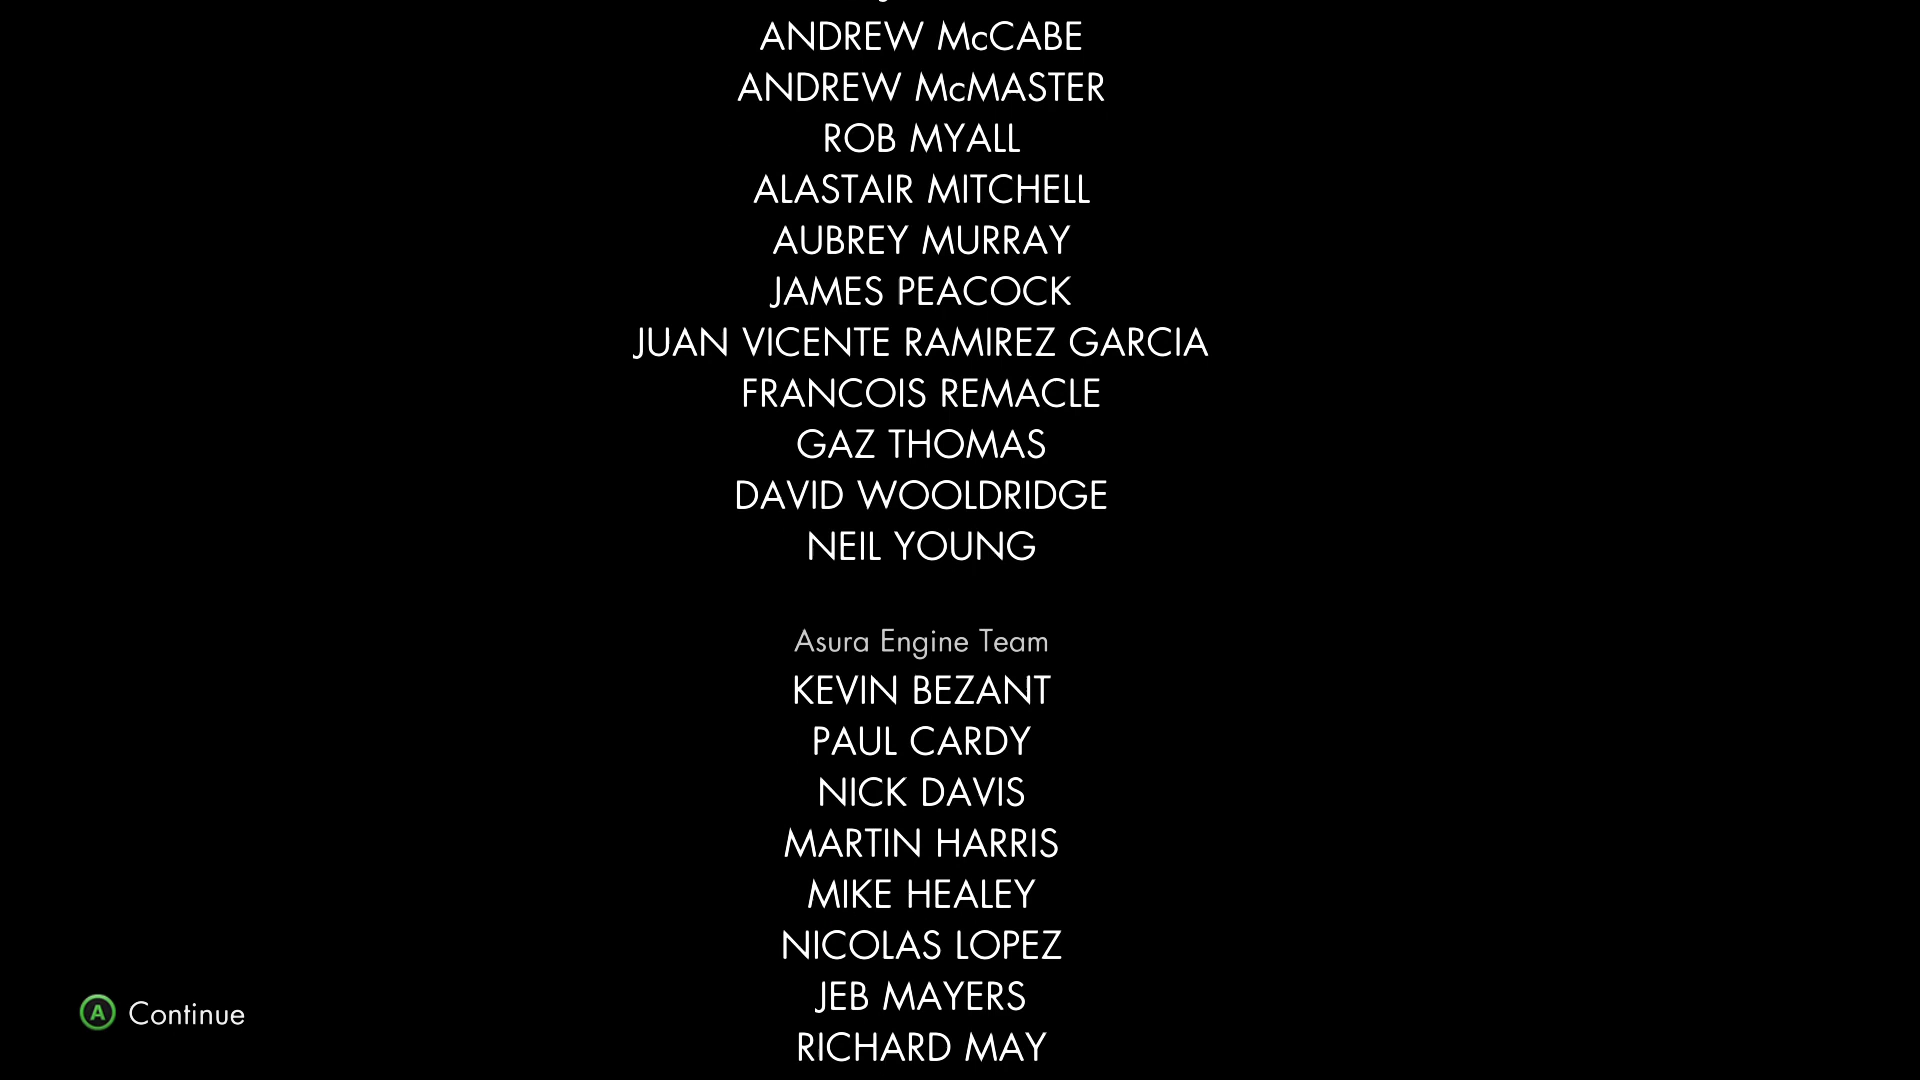 ANDREW McCABE
ANDREW McMASTER
ROB MYALL
ALASTAIR MITCHELL
AUBREY MURRAY
JAMES PEACOCK
JUAN VICENTE RAMIREZ GARCIA
FRANCOIS REMACLE
GAZ THOMAS
DAVID WOOLDRIDGE
NEIL YOUNG
Asura Engine Team
KEVIN BEZANT
PAUL CARDY
NICK DAVIS
MARTIN HARRIS
MIKE HEALEY
NICOLAS LOPEZ
JEB MAYERS
RICHARD MAY
A Continue